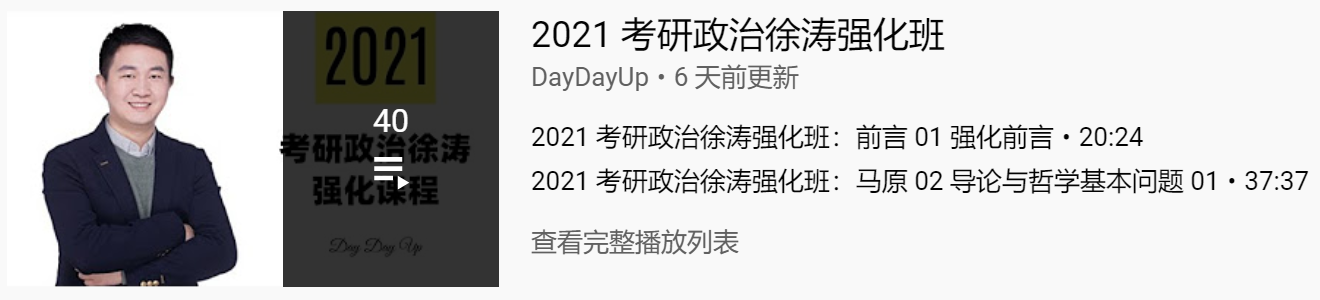 2021
40
考研政治徐涛
强化课程
Day Day Up
2021 考研政治徐涛强化班
DayDayUp • 6 天前更新
2021 考研政治徐涛强化班：前言 01 强化前言 • 20:24
2021 考研政治徐涛强化班：马原 02 导论与哲学基本问题 01 • 37:37
查看完整播放列表